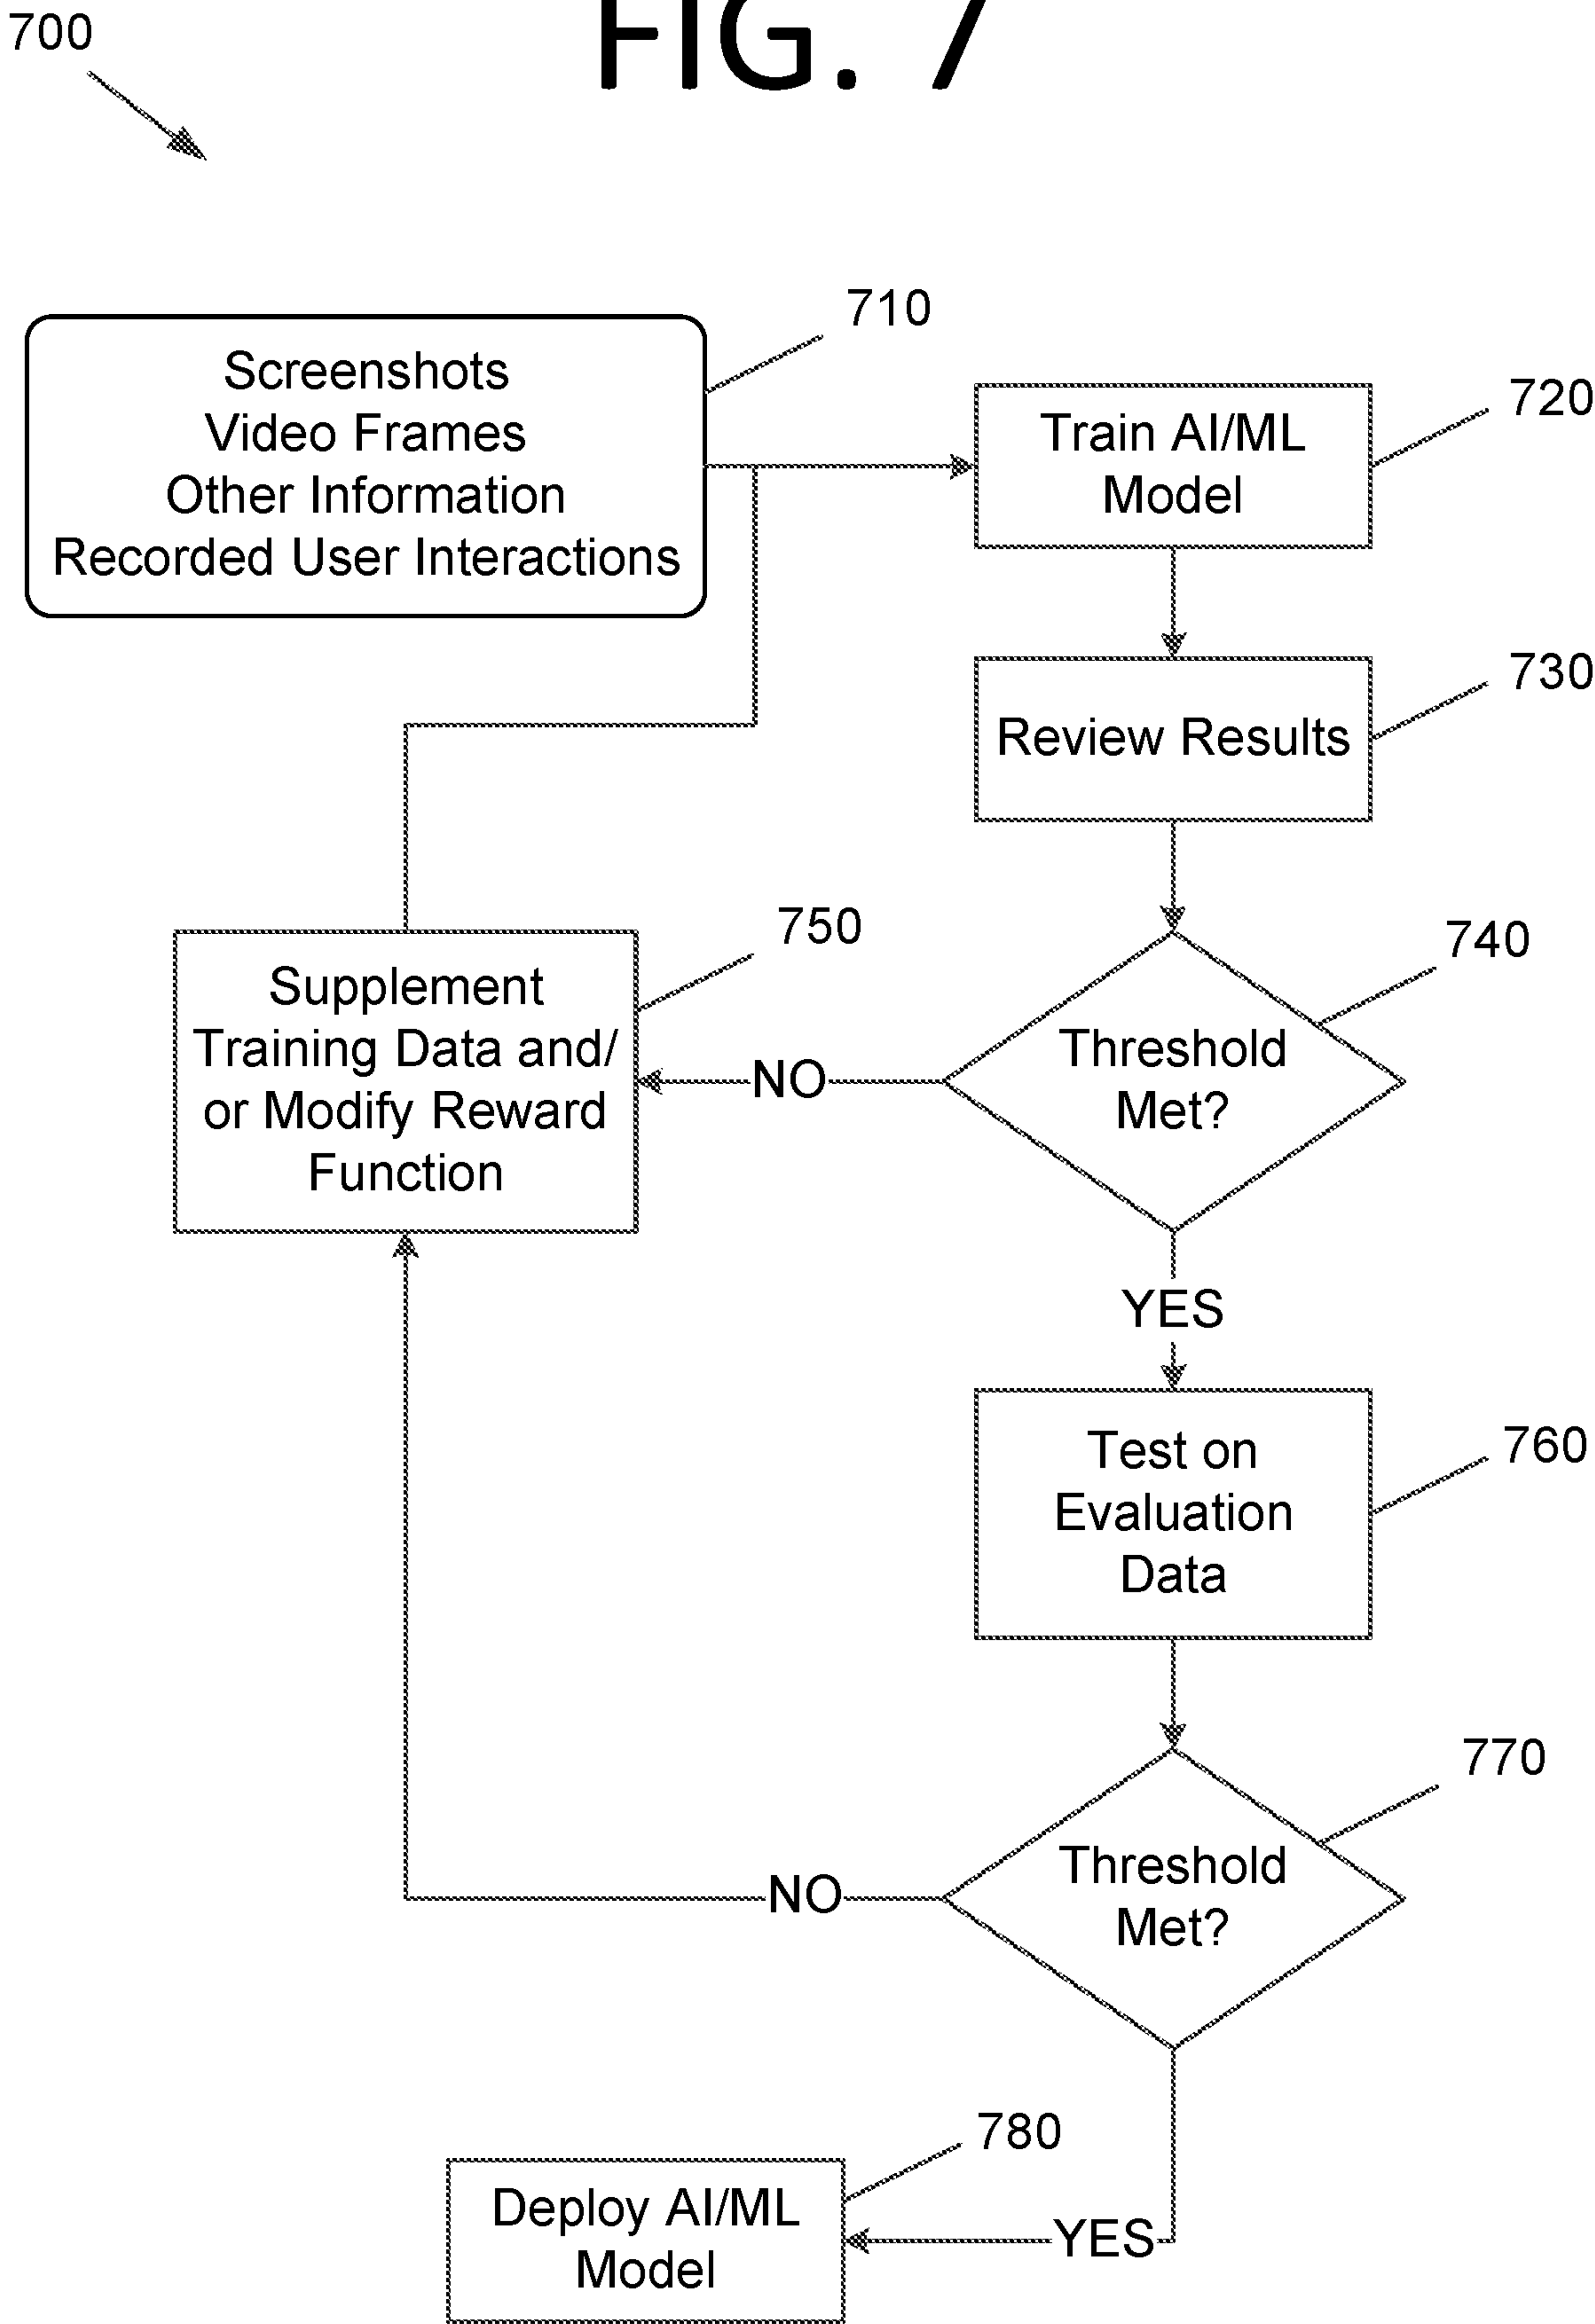 FIG. 7
700
710
Screenshots
Video Frames
Other Information
Recorded User Interactions
720
Train AI/ML
Model
730
Review Results
740
Threshold
Met?
NO
750
Supplement
Training Data and/
or Modify Reward
Function
YES
760
Test on
Evaluation
Data
770
Threshold
Met?
NO
YES
780
Deploy AI/ML
Model